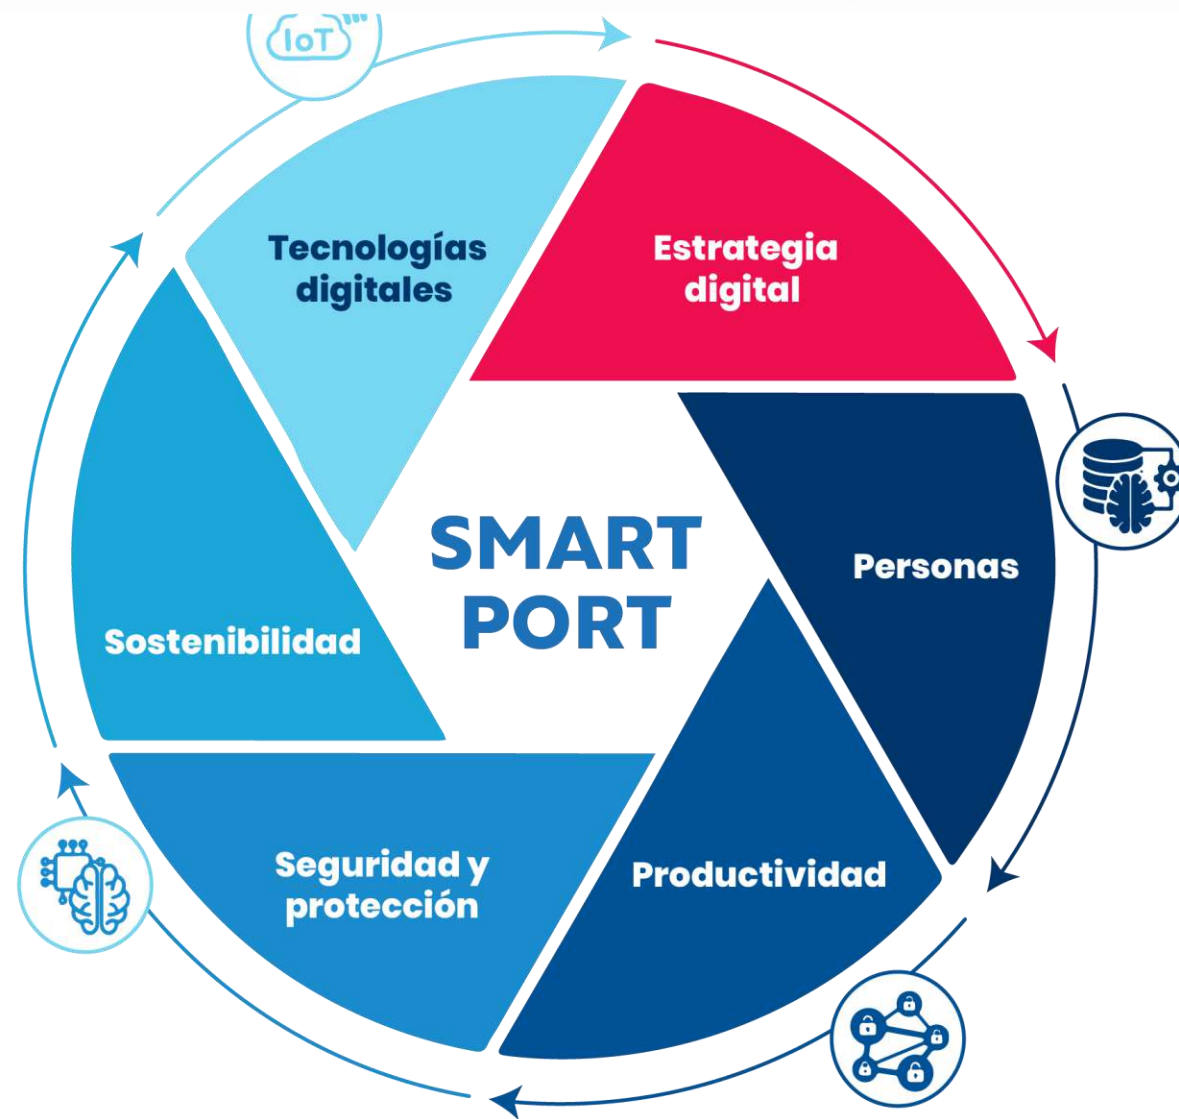 IoT
Tecnologías
digitales
Estrategia
digital
Personas
SMART
PORT
Sostenibilidad
Productividad
Seguridad y
protección